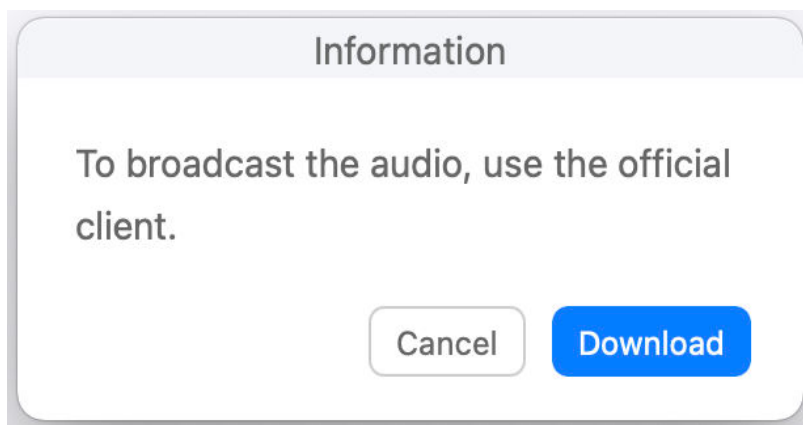 Information
To broadcast the audio, use the official
client.
Cancel
Download